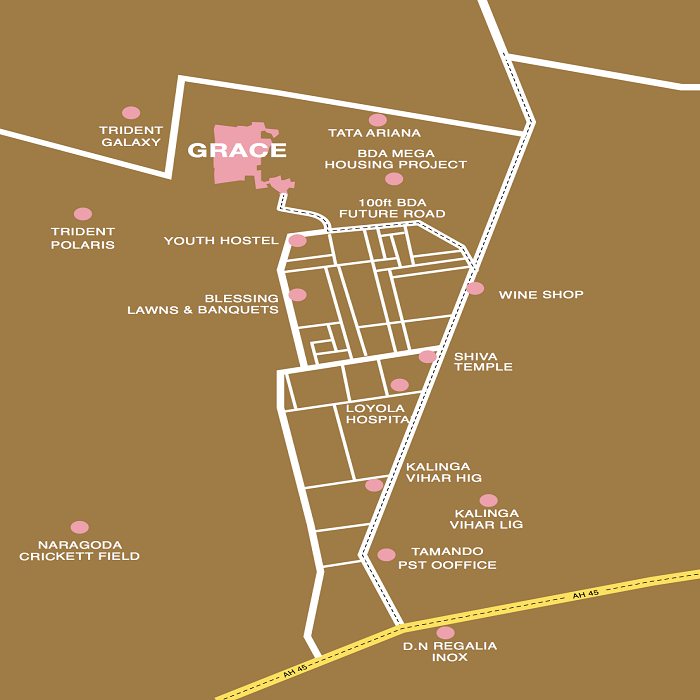 TRIDENT
GALAXY
GRACE
TATA ARIANA
BDA MEGA
HOUSING PROJECT
100ft BDA
FUTURE ROAD
TRIDENT
POLARIS
YOUTH HOSTEL
BLESSING
LAWNS & BANQUETS
WINE SHOP
SHIVA
TEMPLE
LOYOLA
HOSPITA
KALINGA
VIHAR HIG
KALINGA
VIHAR LIG
NARAGODA
CRICKETT FIELD
TAMANDO
PST OOFFICE
AH 45
D.N REGALIA
INOX
AH 45